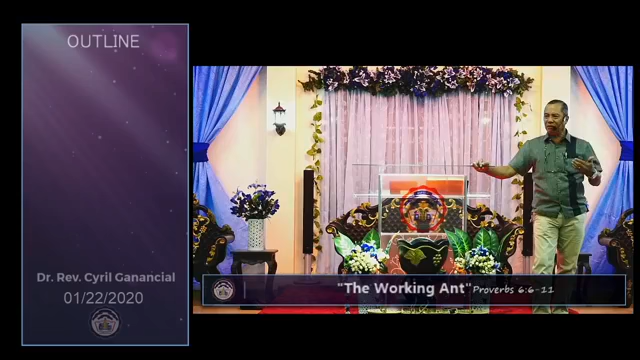 OUTLINE
Dr. Rev. Cyril Ganancial
01/22/2020
"The Working Ant" Proverbs 6:6-11